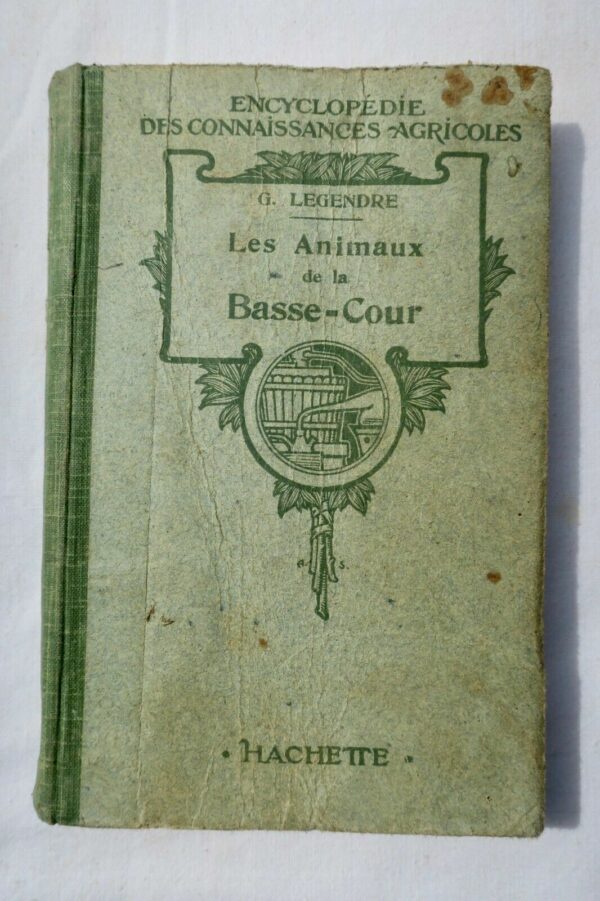 ENCYCLOPÉDIE
DES CONNAISSANCES AGRICOLES
G. LEGENDRE
Les Animaux
de la
Basse-Cour
a s.
· HACHETTE ·